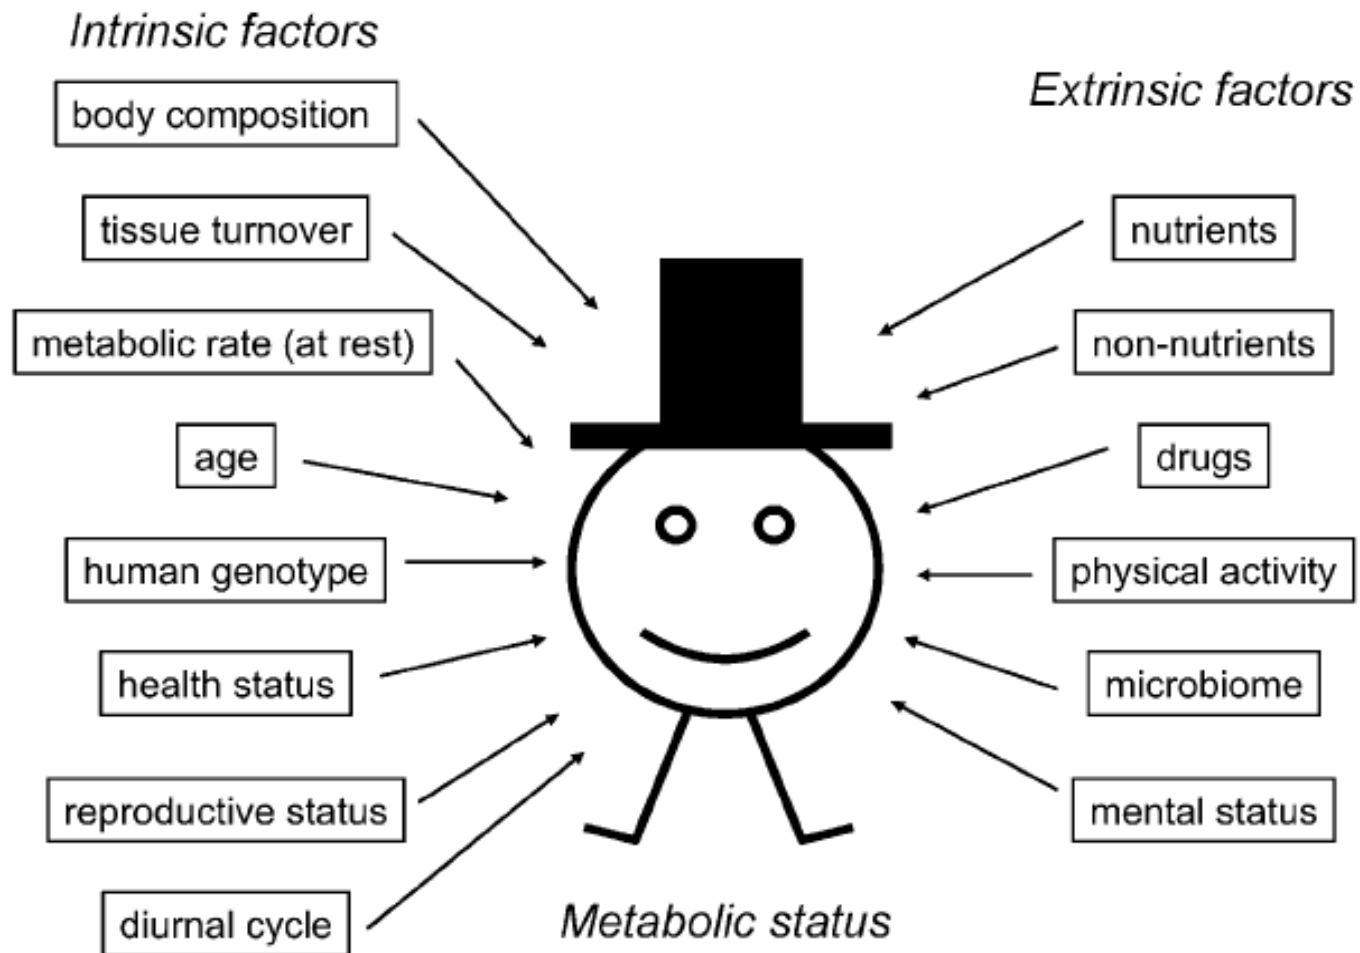 Intrinsic factors
body composition
tissue turnover
metabolic rate (at rest)
age
human genotype
health status
reproductive status
diurnal cycle
Extrinsic factors
nutrients
non-nutrients
drugs
physical activity
microbiome
mental status
Metabolic status